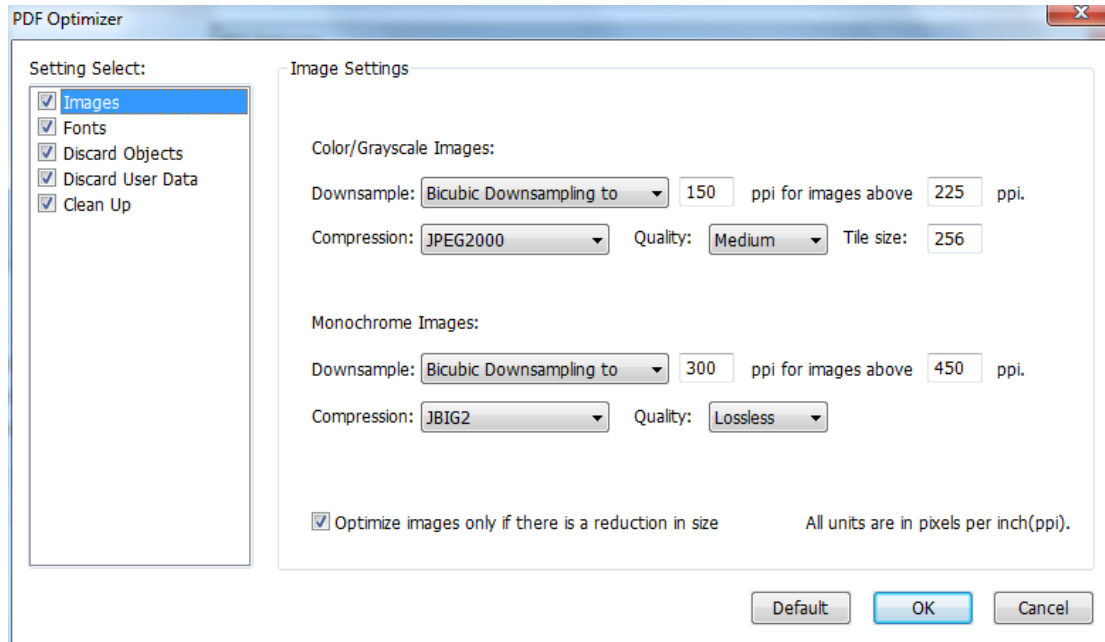 PDF Optimizer
Setting Select:
Images
Fonts
Discard Objects
Discard User Data
Clean Up
Image Settings
Color/Grayscale Images:
Downsample: Bicubic Downsampling to 150 ppi for images above 225 ppi.
Compression: JPEG2000 Quality: Medium Tile size: 256
Monochrome Images:
Downsample: Bicubic Downsampling to 300 ppi for images above 450 ppi.
Compression: JBIG2 Quality: Lossless
Optimize images only if there is a reduction in size All units are in pixels per inch(ppi).
Default OK Cancel